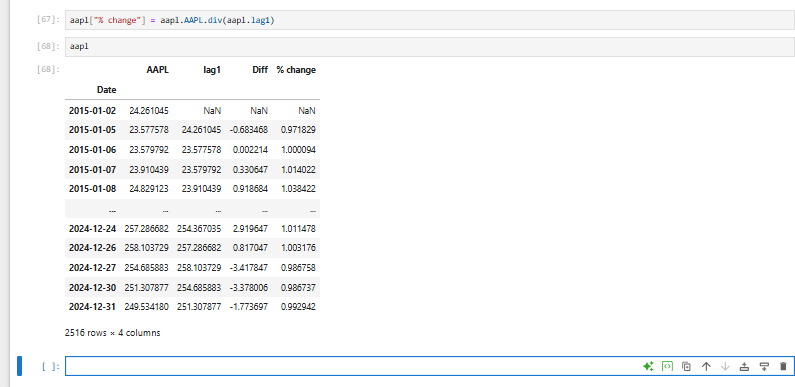 [67]: aapl["% change"] = aapl.AAPL.div(aapl.lag1)
[68]: aapl
[68]: AAPL lag1 Diff % change
Date
2015-01-02 24.261045 NaN NaN NaN
2015-01-05 23.577578 24.261045 -0.683468 0.971829
2015-01-06 23.579792 23.577578 0.002214 1.000094
2015-01-07 23.910439 23.579792 0.330647 1.014022
2015-01-08 24.829123 23.910439 0.918684 1.038422
... ... ... ... ...
2024-12-24 257.286682 254.367035 2.919647 1.011478
2024-12-26 258.103729 257.286682 0.817047 1.003176
2024-12-27 254.685883 258.103729 -3.417847 0.986758
2024-12-30 251.307877 254.685883 -3.378006 0.986737
2024-12-31 249.534180 251.307877 -1.773697 0.992942
2516 rows × 4 columns
[ ]: